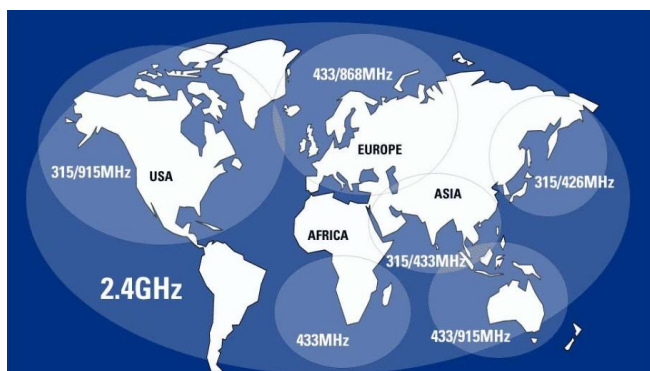 433/868MHz
EUROPE
315/915MHz
USA
315/426MHz
ASIA
AFRICA
315/433MHz
2.4GHz
433MHz
433/915MHz